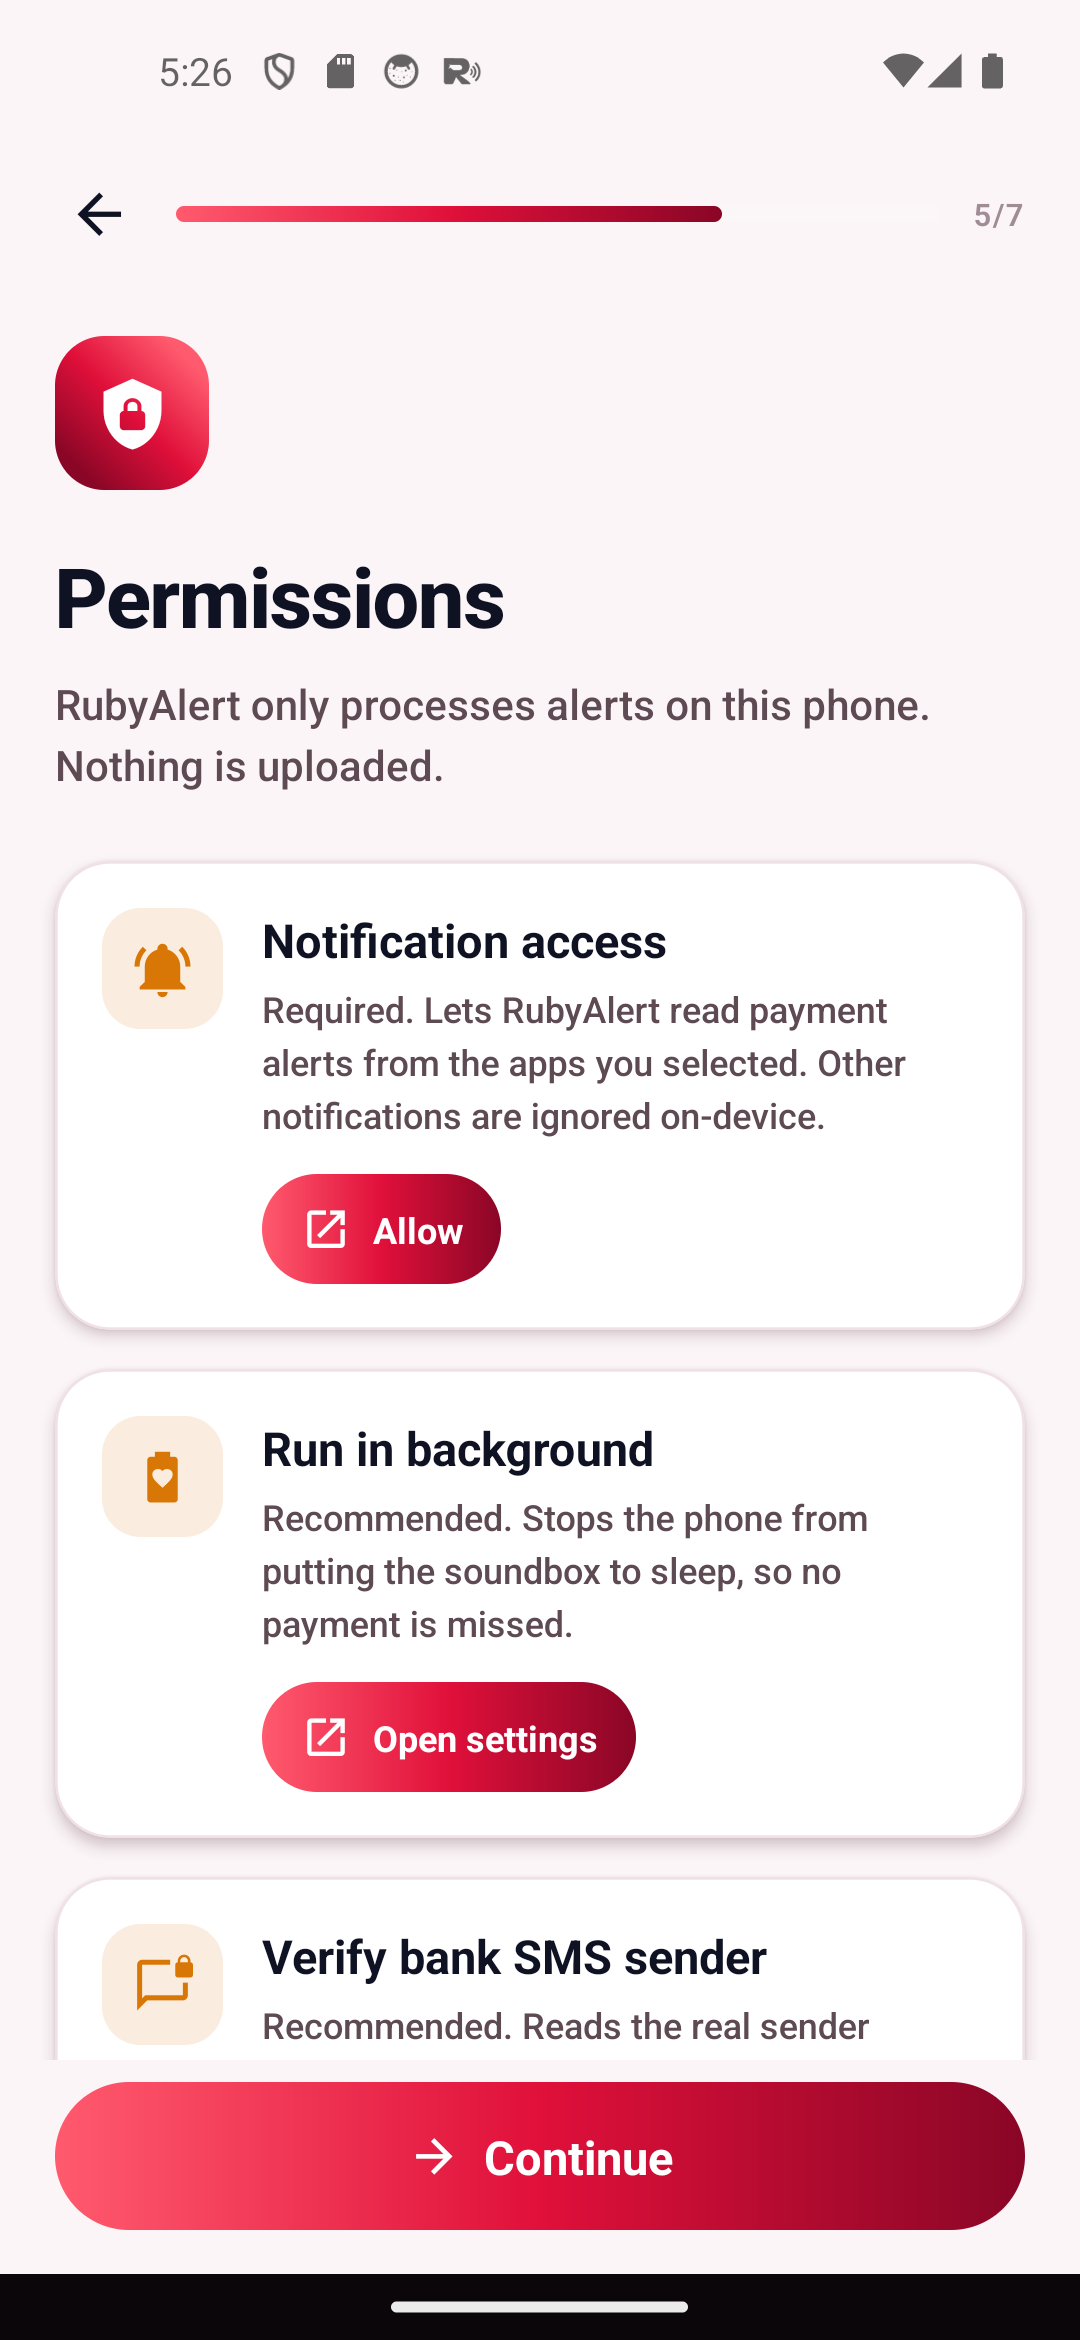 5:26
5/7
Permissions
RubyAlert only processes alerts on this phone.
Nothing is uploaded.
Notification access
Required. Lets RubyAlert read payment
alerts from the apps you selected. Other
notifications are ignored on-device.
Allow
Run in background
Recommended. Stops the phone from
putting the soundbox to sleep, so no
payment is missed.
Open settings
Verify bank SMS sender
Recommended. Reads the real sender
Continue